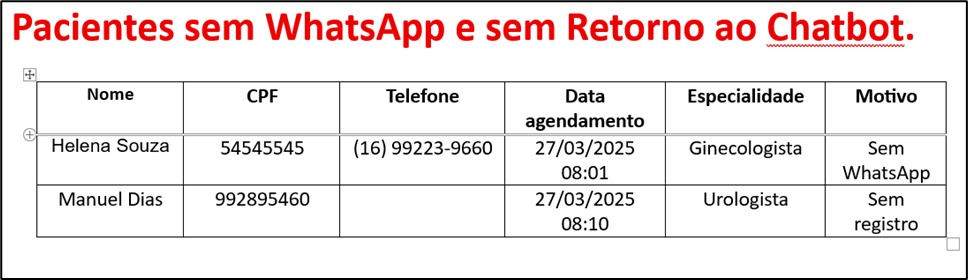 Pacientes sem WhatsApp e sem Retorno ao Chatbot.
Nome CPF Telefone Data agendamento Especialidade Motivo
Helena Souza 54545545 (16) 99223-9660 27/03/2025 08:01 Ginecologista Sem WhatsApp
Manuel Dias 992895460 27/03/2025 08:10 Urologista Sem registro